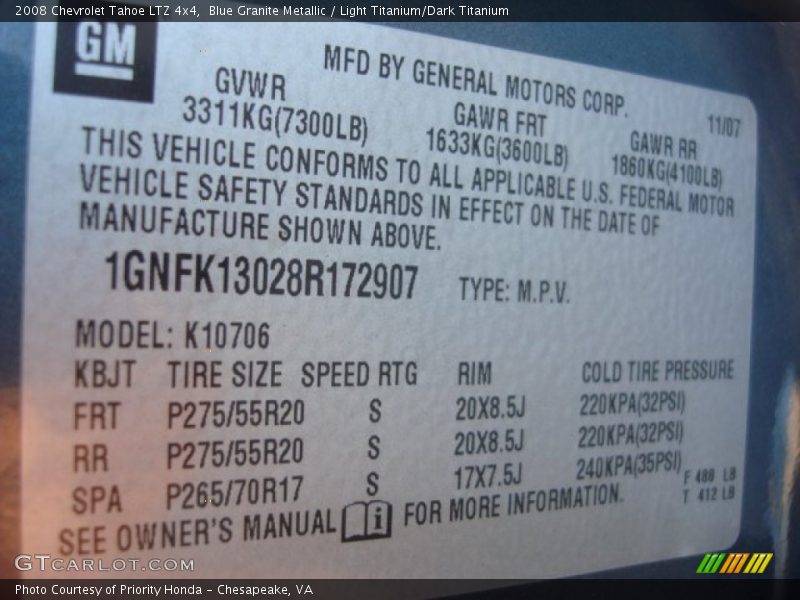 2008 Chevrolet Tahoe LTZ 4x4, Blue Granite Metallic / Light Titanium/Dark Titanium
GM
MFD BY GENERAL MOTORS CORP.
11/07
GVWR GAWR FRT GAWR RR
3311KG(7300LB) 1633KG(3600LB) 1860KG(4100LB)
THIS VEHICLE CONFORMS TO ALL APPLICABLE U.S. FEDERAL MOTOR
VEHICLE SAFETY STANDARDS IN EFFECT ON THE DATE OF
MANUFACTURE SHOWN ABOVE.
1GNFK13028R172907 TYPE: M.P.V.
MODEL: K10706
KBJT TIRE SIZE SPEED RTG RIM COLD TIRE PRESSURE
FRT P275/55R20 S 20X8.5J 220KPA(32PSI)
RR P275/55R20 S 20X8.5J 220KPA(32PSI)
SPA P265/70R17 S 17X7.5J 240KPA(35PSI)
F 488 LB
T 412 LB
SEE OWNER'S MANUAL i FOR MORE INFORMATION.
GTCARLOT.COM
Photo Courtesy of Priority Honda - Chesapeake, VA